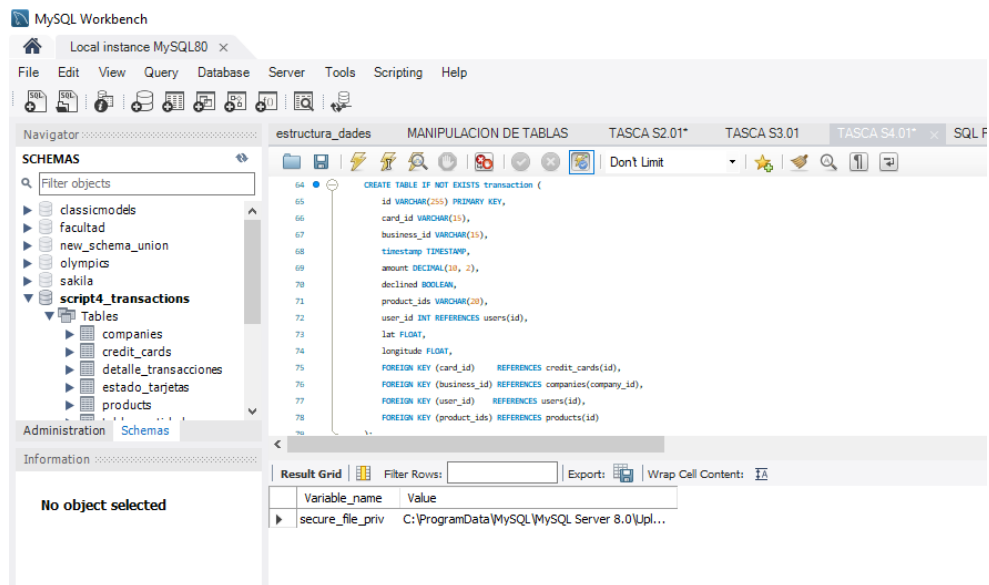 MySQL Workbench
Local instance MySQL80 ×
File Edit View Query Database Server Tools Scripting Help
Navigator
SCHEMAS
Filter objects
classicmodels
facultad
new_schema_union
olympics
sakila
script4_transactions
Tables
companies
credit_cards
detalle_transacciones
estado_tarjetas
products
Administration Schemas
Information
No object selected
estructura_dades MANIPULACION DE TABLAS TASCA S2.01* TASCA S3.01 TASCA S4.01* × SQL F
Don't Limit
64 CREATE TABLE IF NOT EXISTS transaction (
65 id VARCHAR(255) PRIMARY KEY,
66 card_id VARCHAR(15),
67 business_id VARCHAR(15),
68 timestamp TIMESTAMP,
69 amount DECIMAL(10, 2),
70 declined BOOLEAN,
71 product_ids VARCHAR(20),
72 user_id INT REFERENCES users(id),
73 lat FLOAT,
74 longitude FLOAT,
75 FOREIGN KEY (card_id) REFERENCES credit_cards(id),
76 FOREIGN KEY (business_id) REFERENCES companies(company_id),
77 FOREIGN KEY (user_id) REFERENCES users(id),
78 FOREIGN KEY (product_ids) REFERENCES products(id)
79 );
Result Grid Filter Rows: Export: Wrap Cell Content:
Variable_name Value
secure_file_priv C:\ProgramData\MySQL\MySQL Server 8.0\Upl...